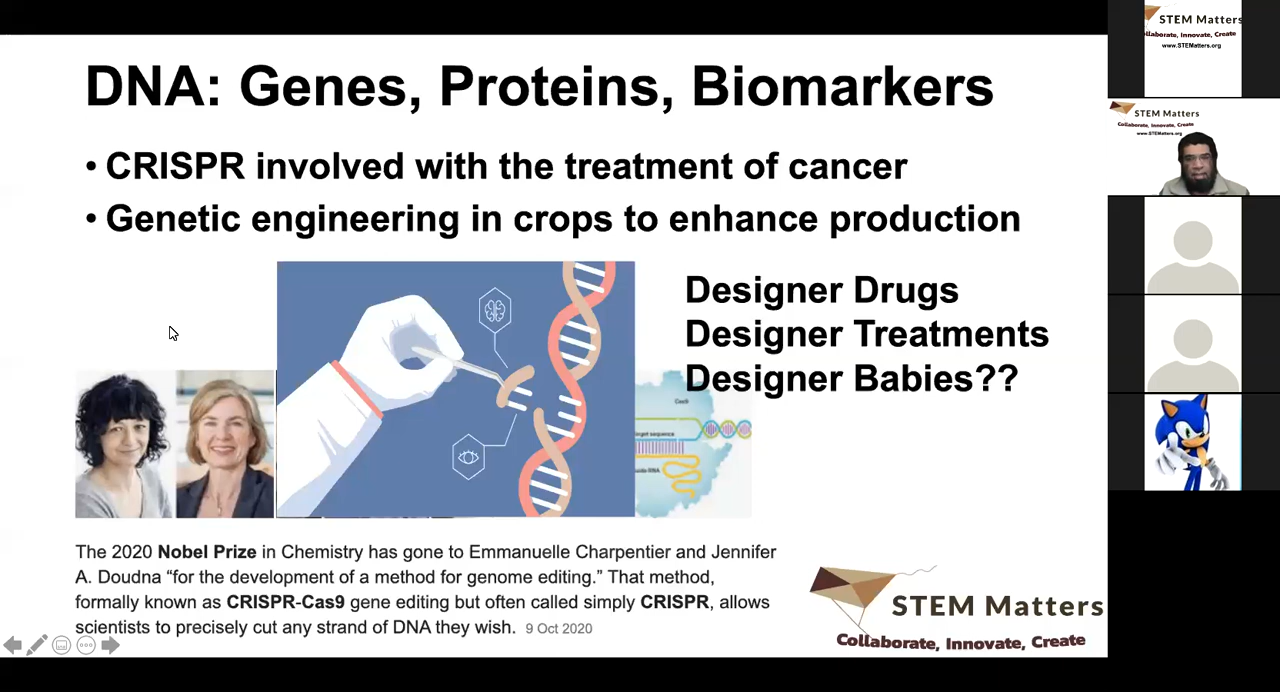 DNA: Genes, Proteins, Biomarkers
• CRISPR involved with the treatment of cancer
• Genetic engineering in crops to enhance production
Designer Drugs
Designer Treatments
Designer Babies??
Cas9
target sequence
guide RNA
The 2020 Nobel Prize in Chemistry has gone to Emmanuelle Charpentier and Jennifer
A. Doudna “for the development of a method for genome editing.” That method,
formally known as CRISPR-Cas9 gene editing but often called simply CRISPR, allows
scientists to precisely cut any strand of DNA they wish. 9 Oct 2020
STEM Matters
Collaborate, Innovate, Create
STEM Matters
Collaborate, Innovate, Create
www.STEMatters.org
STEM Matters
Collaborate, Innovate, Create
www.STEMatters.org